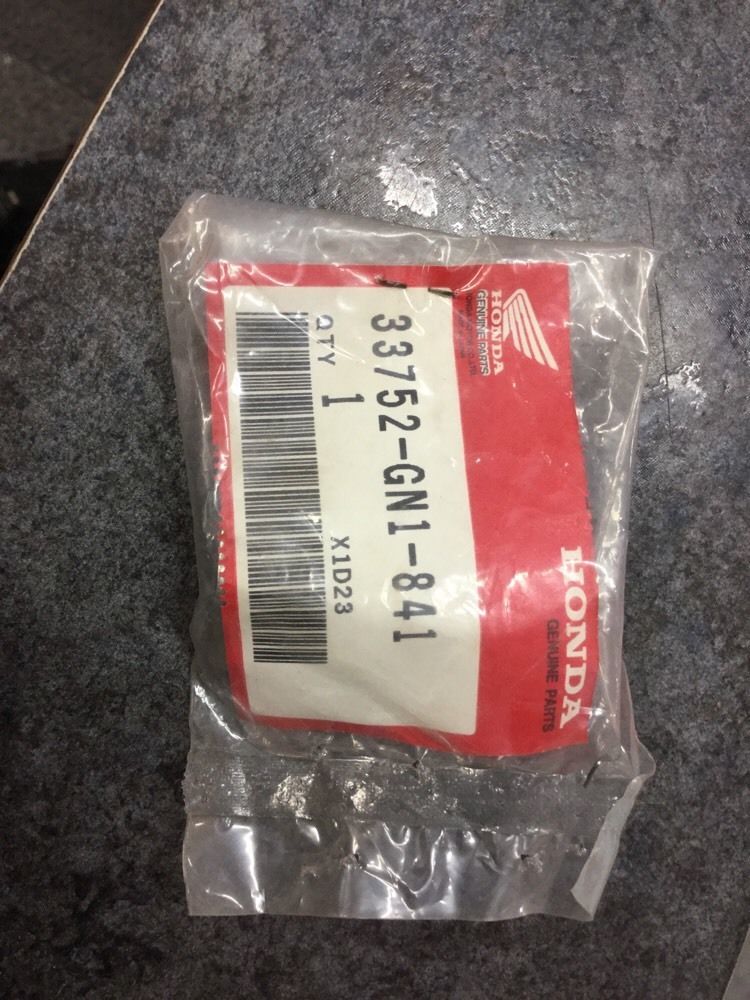 HONDA
GENUINE PARTS
HONDA
GENUINE PARTS
33752-GN1-841
QTY 1
X1D23